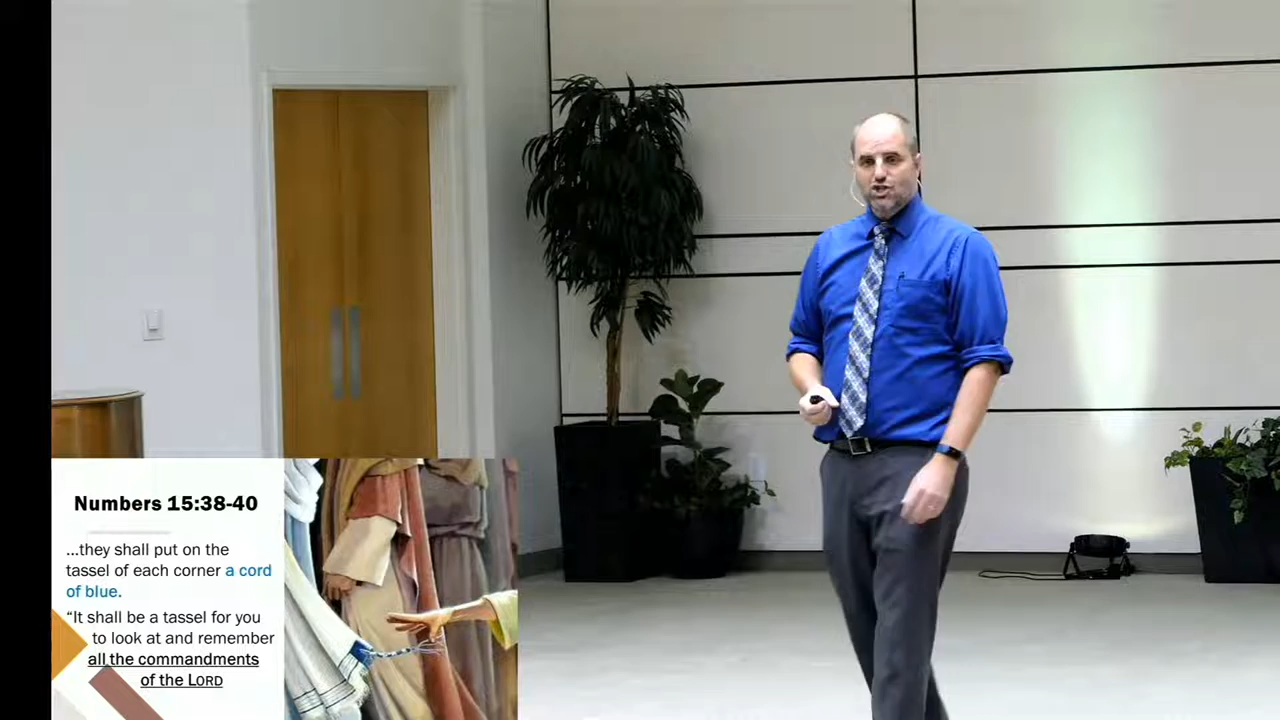 Numbers 15:38-40
...they shall put on the
tassel of each corner a cord
of blue.
"It shall be a tassel for you
to look at and remember
all the commandments
of the LORD